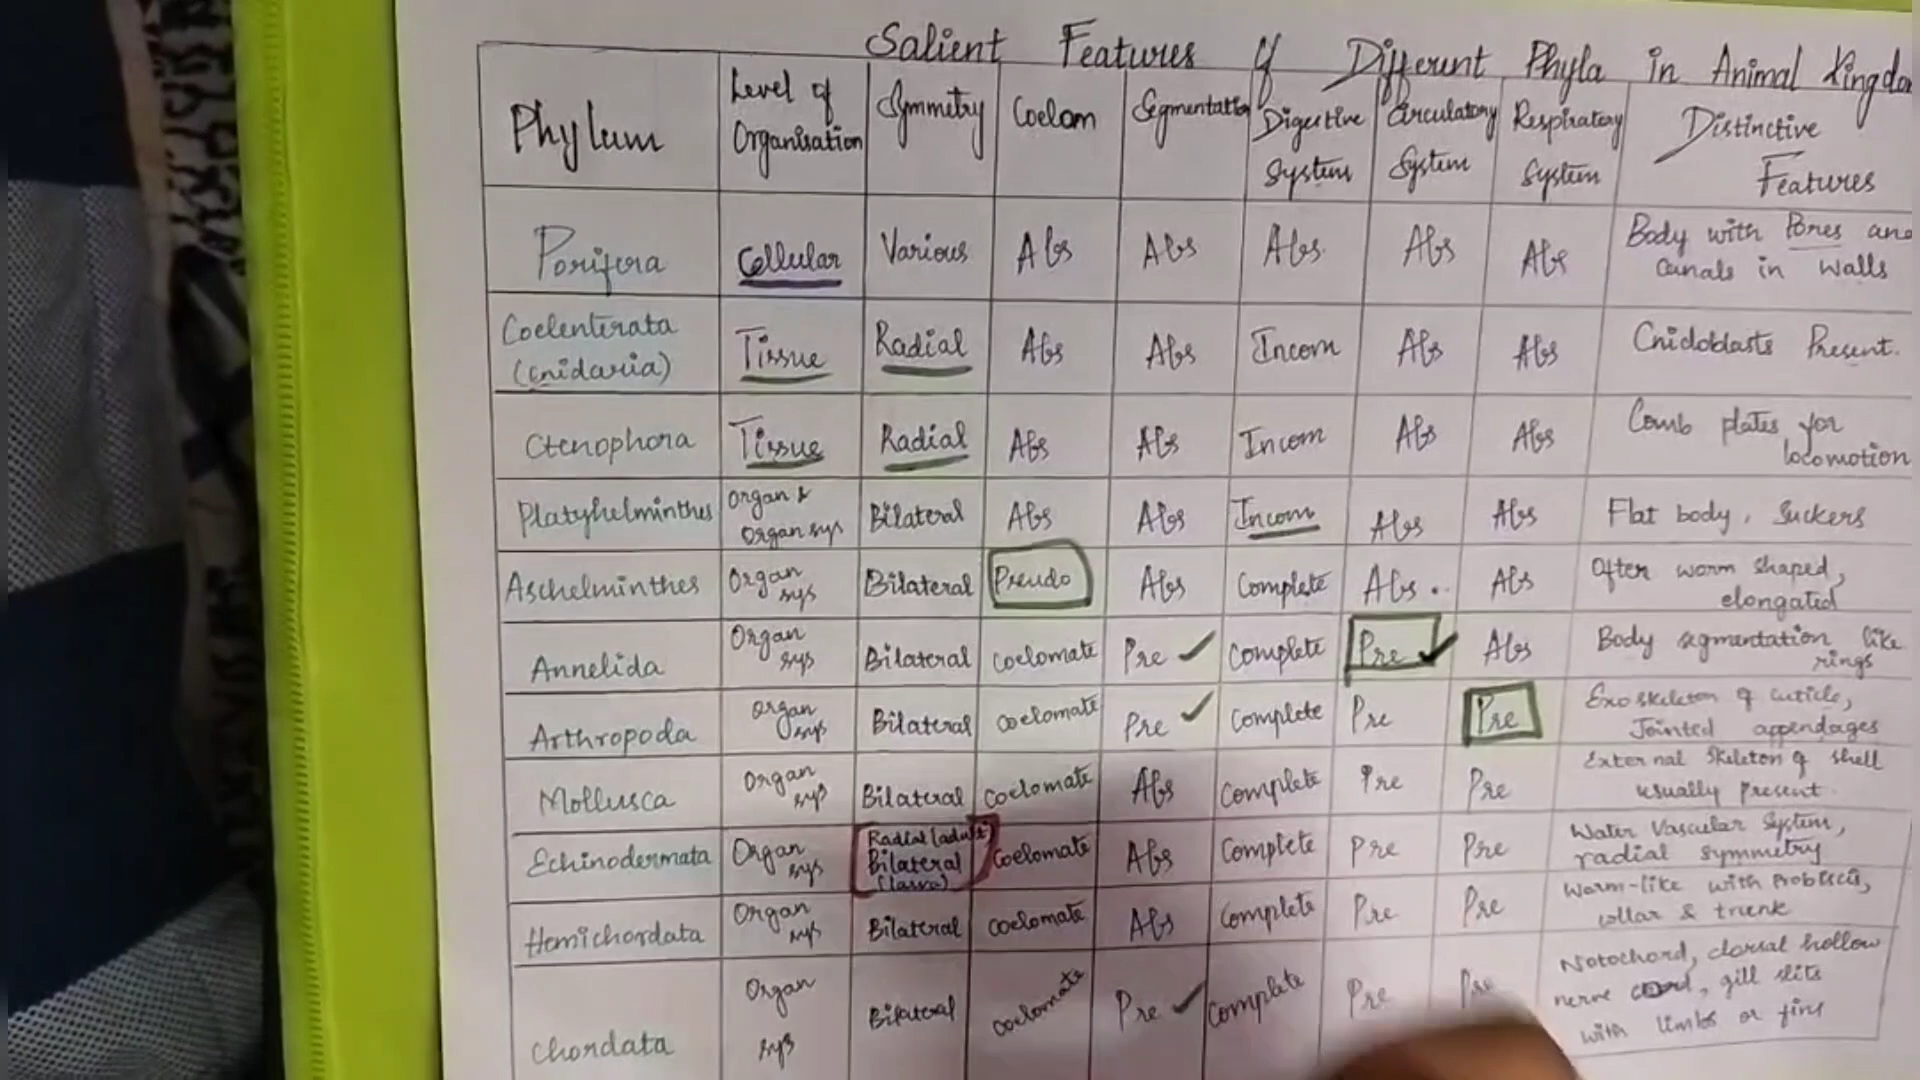 Salient Features of Different Phyla in Animal Kingdo
Phylum
Level of
Organisation
Symmetry
Coelom
Segmentation
Digestive
System
Circulatory
System
Respiratory
System
Distinctive
Features
Porifera
Cellular
Various
Abs
Abs
Abs.
Abs
Abs
Body with Pores and
canals in walls
Coelenterata
(cnidaria)
Tissue
Radial
Abs
Abs
Incom
Abs
Abs
Cnidoblasts Present.
Ctenophora
Tissue
Radial
Abs
Abs
Incom
Abs
Abs
Comb plates for
locomotion
Platyhelminthes
Organ &
Organ sys
Bilateral
Abs
Abs
Incom
Abs
Abs
Flat body, Suckers
Aschelminthes
Organ
sys
Bilateral
Pseudo
Abs
Complete
Abs
Abs
Often worm shaped,
elongated
Annelida
Organ
sys
Bilateral
Coelomate
Pre ✓
Complete
Pre ✓
Abs
Body segmentation like
rings
Arthropoda
Organ
sys
Bilateral
Coelomate
Pre ✓
Complete
Pre
Pre
Exoskeleton of cuticle,
Jointed appendages
Mollusca
Organ
sys
Bilateral
Coelomate
Abs
Complete
Pre
Pre
External Skeleton of shell
usually present.
Echinodermata
Organ
sys
Radial (adult)
Bilateral
(larva)
Coelomate
Abs
Complete
Pre
Pre
Water Vascular System,
radial symmetry
Hemichordata
Organ
sys
Bilateral
Coelomate
Abs
Complete
Pre
Pre
Worm-like with Probiscis,
collar & trunk
Chordata
Organ
sys
Bilateral
Coelomate
Pre ✓
Complete
Pre
Pre
Notochord, dorsal hollow
nerve cord, gill slits
with limbs or fins